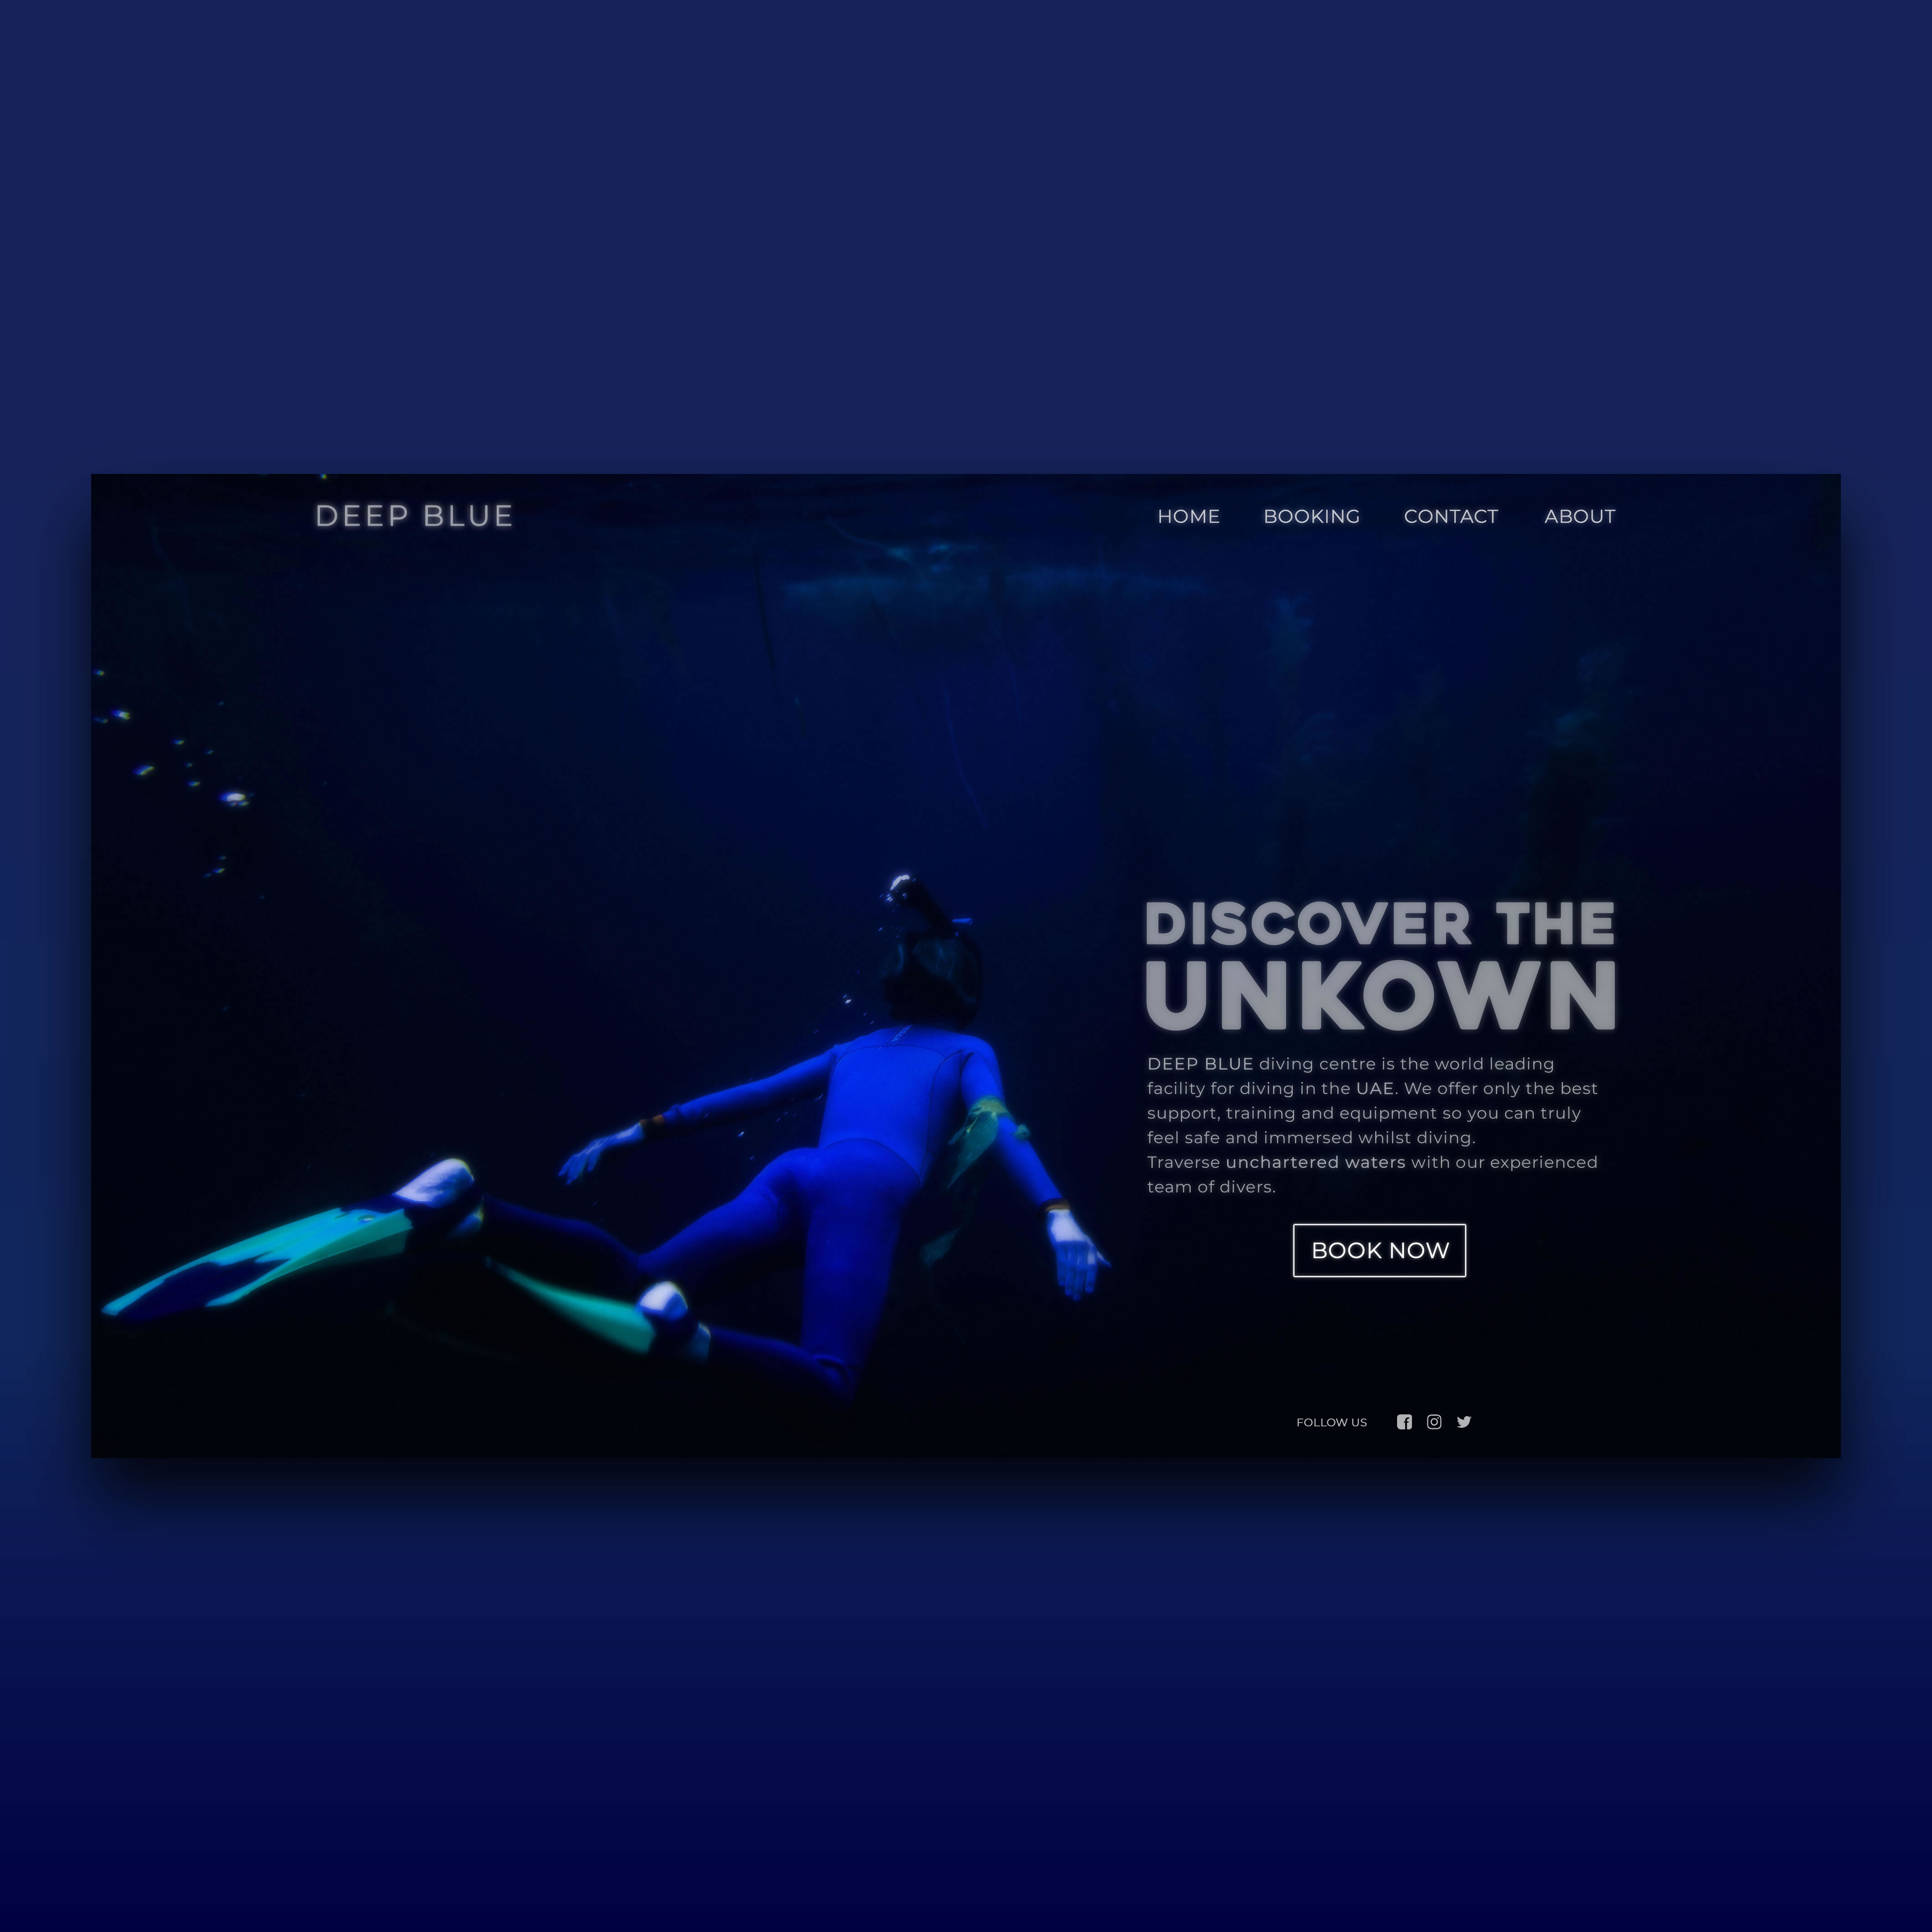 DEEP BLUE
HOME BOOKING CONTACT ABOUT
DISCOVER THE
UNKOWN
DEEP BLUE diving centre is the world leading
facility for diving in the UAE. We offer only the best
support, training and equipment so you can truly
feel safe and immersed whilst diving.
Traverse unchartered waters with our experienced
team of divers.
BOOK NOW
FOLLOW US